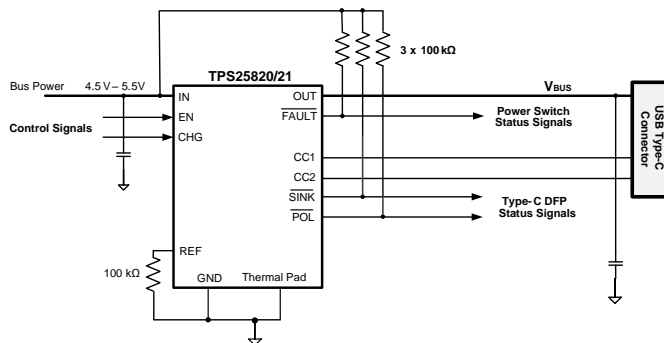 3 x 100 kΩ
TPS25820/21
Bus Power
4.5 V – 5.5V
VBUS
IN
OUT
EN
FAULT
Power Switch
Status Signals
Control Signals
CHG
USB Type-C
Connector
CC1
CC2
SINK
Type-C DFP
Status Signals
POL
REF
100 kΩ
GND
Thermal Pad